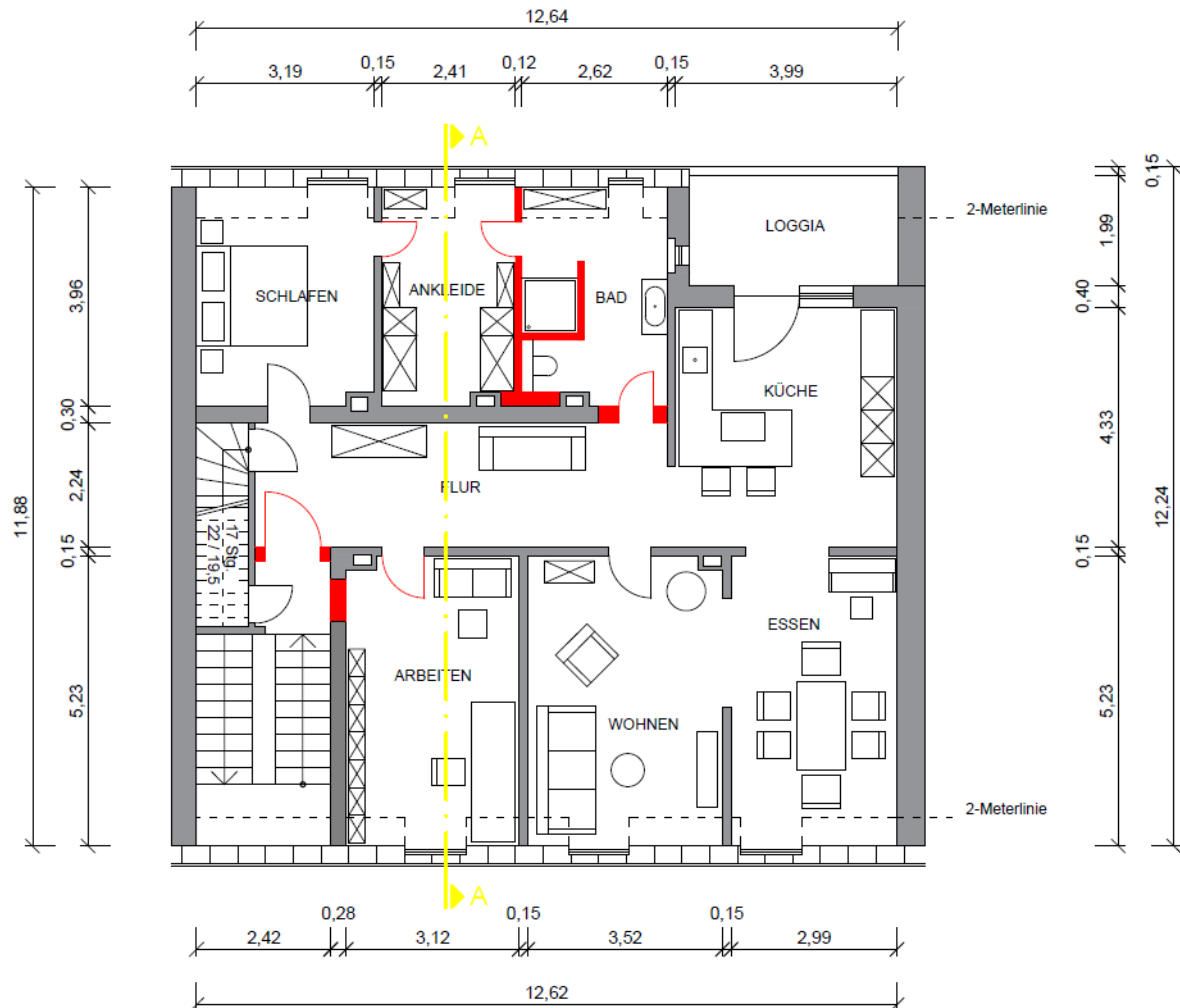 12,64
3,19
0,15
2,41
0,12
2,62
0,15
3,99
A
0,15
2-Meterlinie
LOGGIA
1,99
SCHLAFEN
ANKLEIDE
BAD
3,96
0,40
KÜCHE
0,30
4,33
2,24
FLUR
11,88
12,24
17 Stg.
22 / 19,5
0,15
0,15
ESSEN
ARBEITEN
5,23
5,23
WOHNEN
2-Meterlinie
A
0,28
0,15
0,15
2,42
3,12
3,52
2,99
12,62